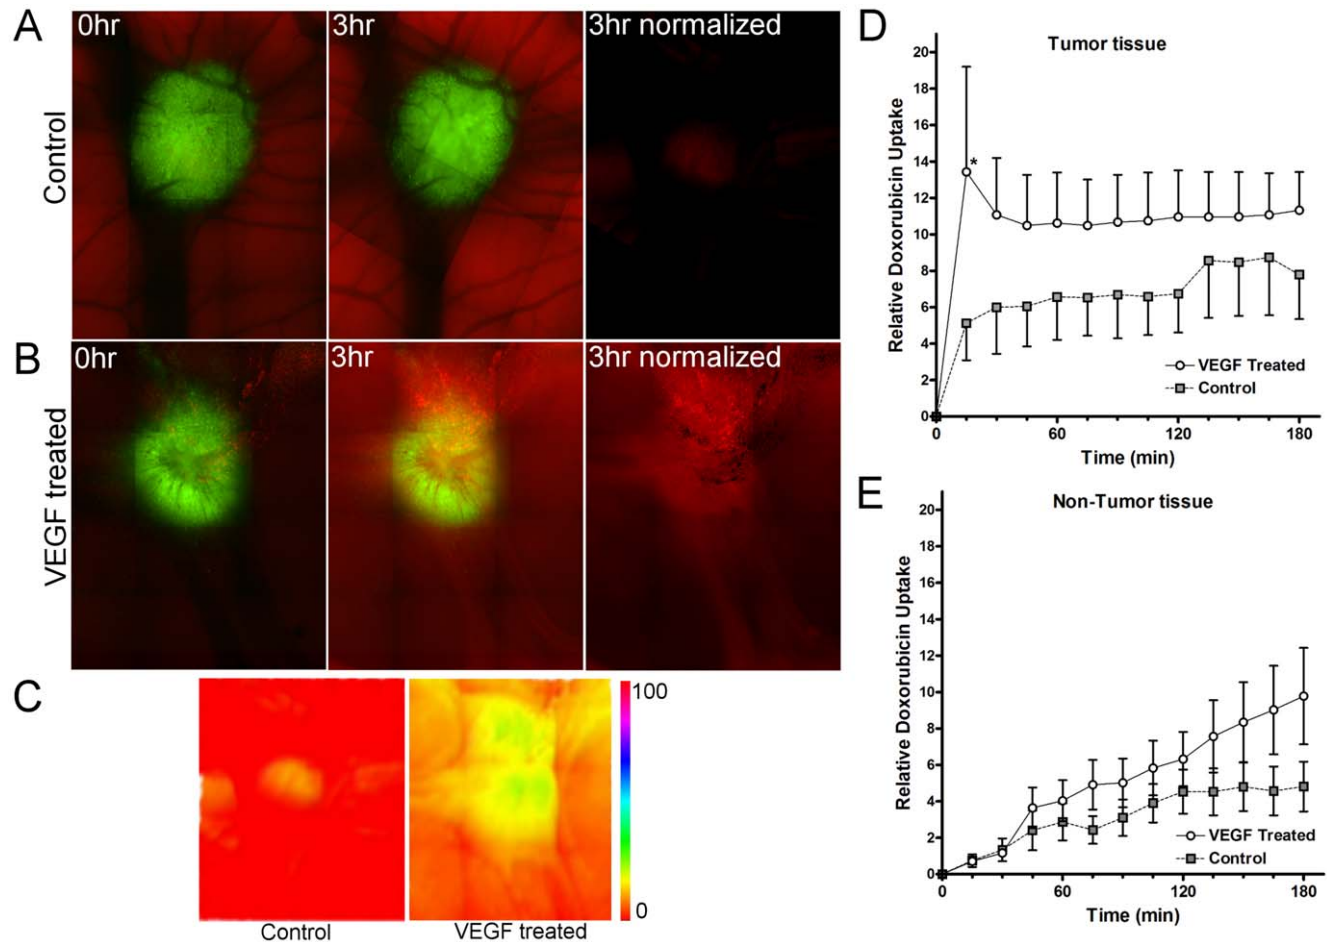 A
0hr
3hr
3hr normalized
Control
B
0hr
3hr
3hr normalized
VEGF treated
C
100
0
Control
VEGF treated
D
Tumor tissue
Relative Doxorubicin Uptake
20
18
16
14
12
10
8
6
4
2
0
*
VEGF Treated
Control
0
60
120
180
Time (min)
E
Non-Tumor tissue
Relative Doxorubicin Uptake
20
18
16
14
12
10
8
6
4
2
0
VEGF Treated
Control
0
60
120
180
Time (min)